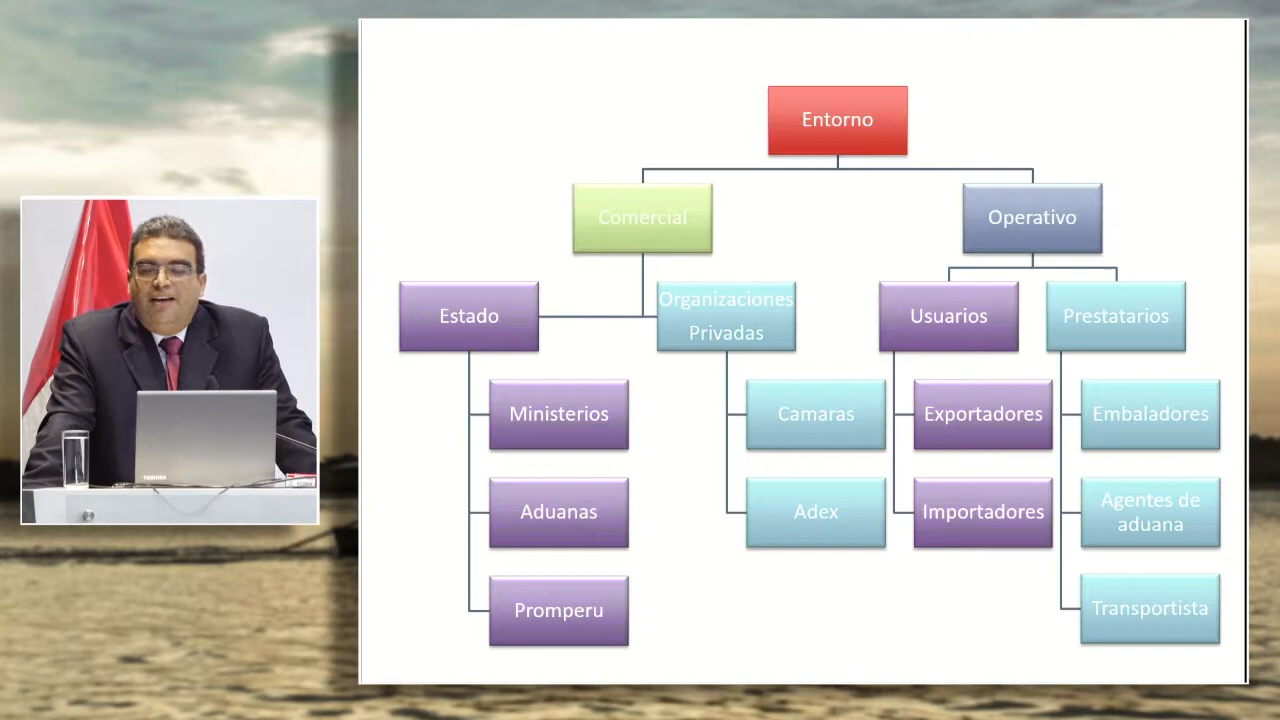 Entorno
Comercial
Operativo
Estado
Organizaciones
Privadas
Usuarios
Prestatarios
Ministerios
Camaras
Exportadores
Embaladores
Aduanas
Adex
Importadores
Agentes de
aduana
Promperu
Transportista
TOSHIBA